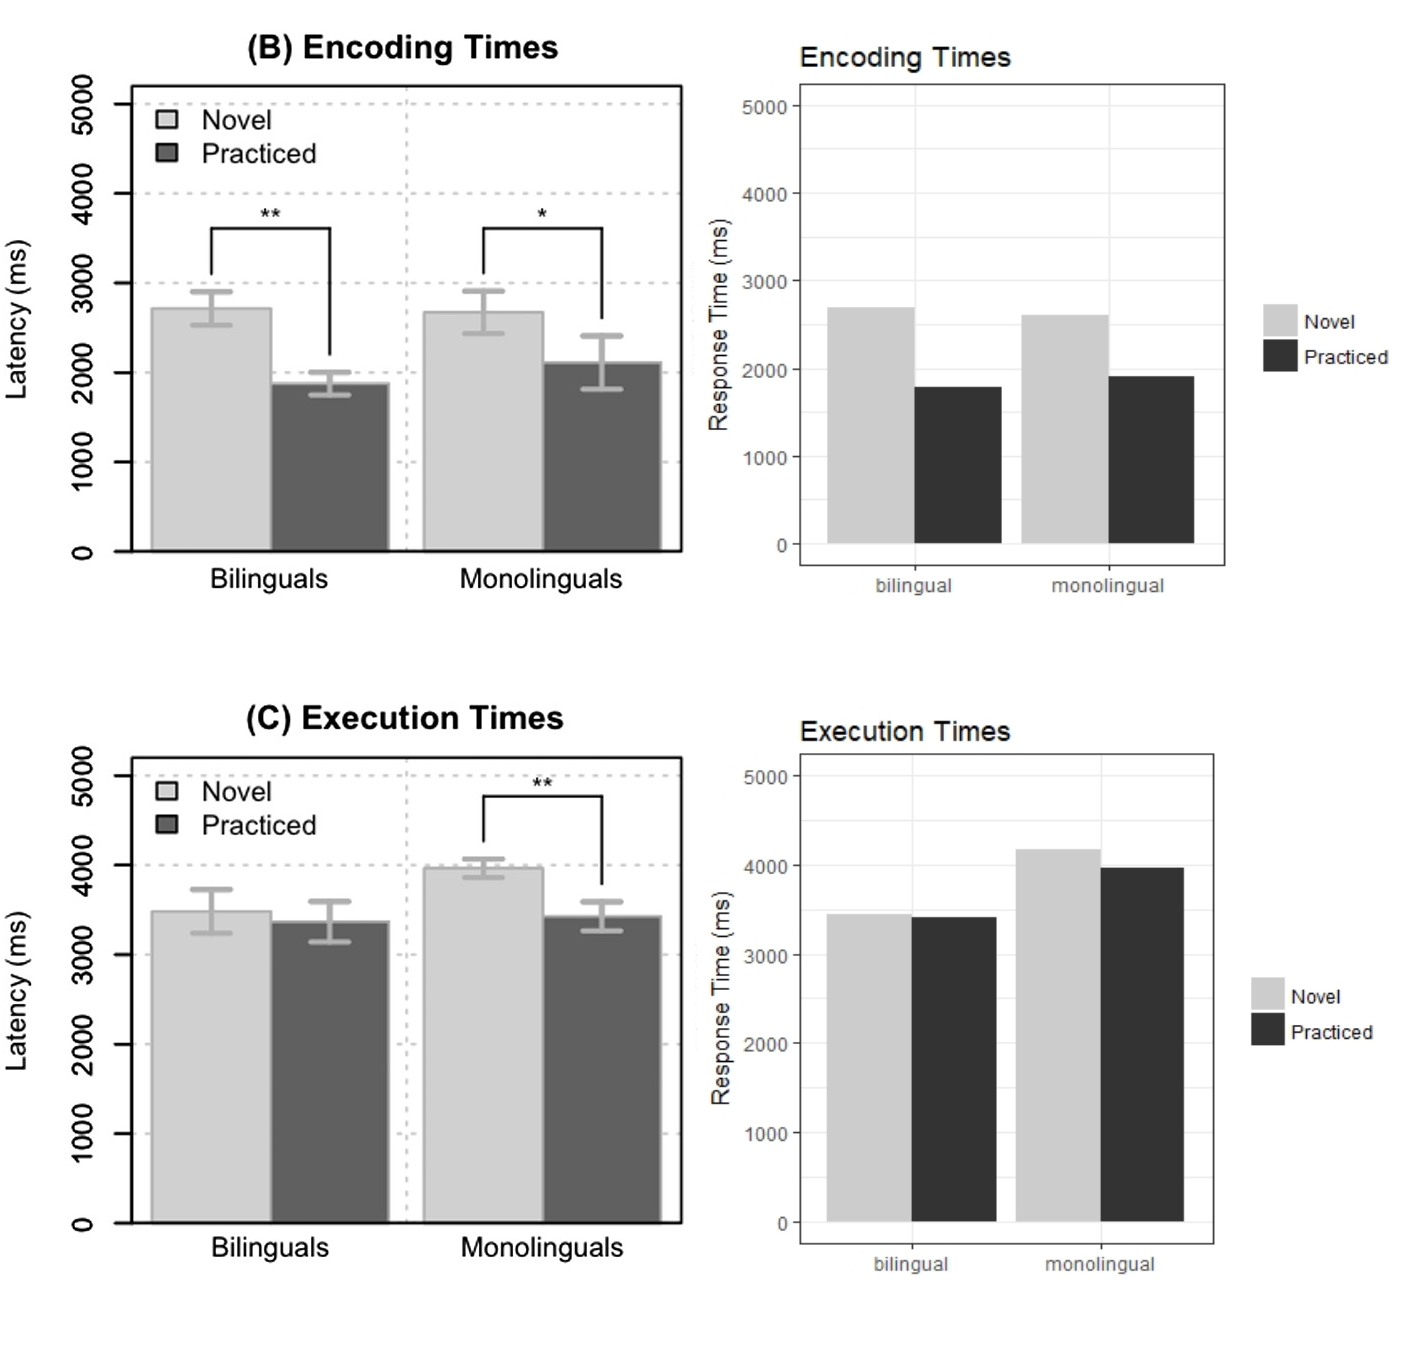 (B) Encoding Times
5000
4000
3000
2000
1000
0
Latency (ms)
Novel
Practiced
**
*
Bilinguals
Monolinguals
Encoding Times
5000
4000
3000
2000
1000
0
Response Time (ms)
bilingual
monolingual
Novel
Practiced
(C) Execution Times
5000
4000
3000
2000
1000
0
Latency (ms)
Novel
Practiced
**
Bilinguals
Monolinguals
Execution Times
5000
4000
3000
2000
1000
0
Response Time (ms)
bilingual
monolingual
Novel
Practiced